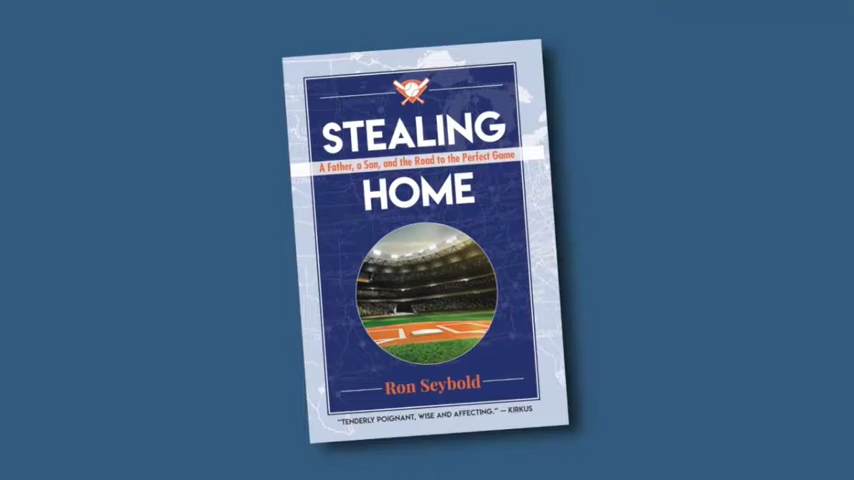 STEALING
A Father, a Son, and the Road to the Perfect Game
HOME
Ron Seybold
"TENDERLY POIGNANT, WISE AND AFFECTING." — KIRKUS